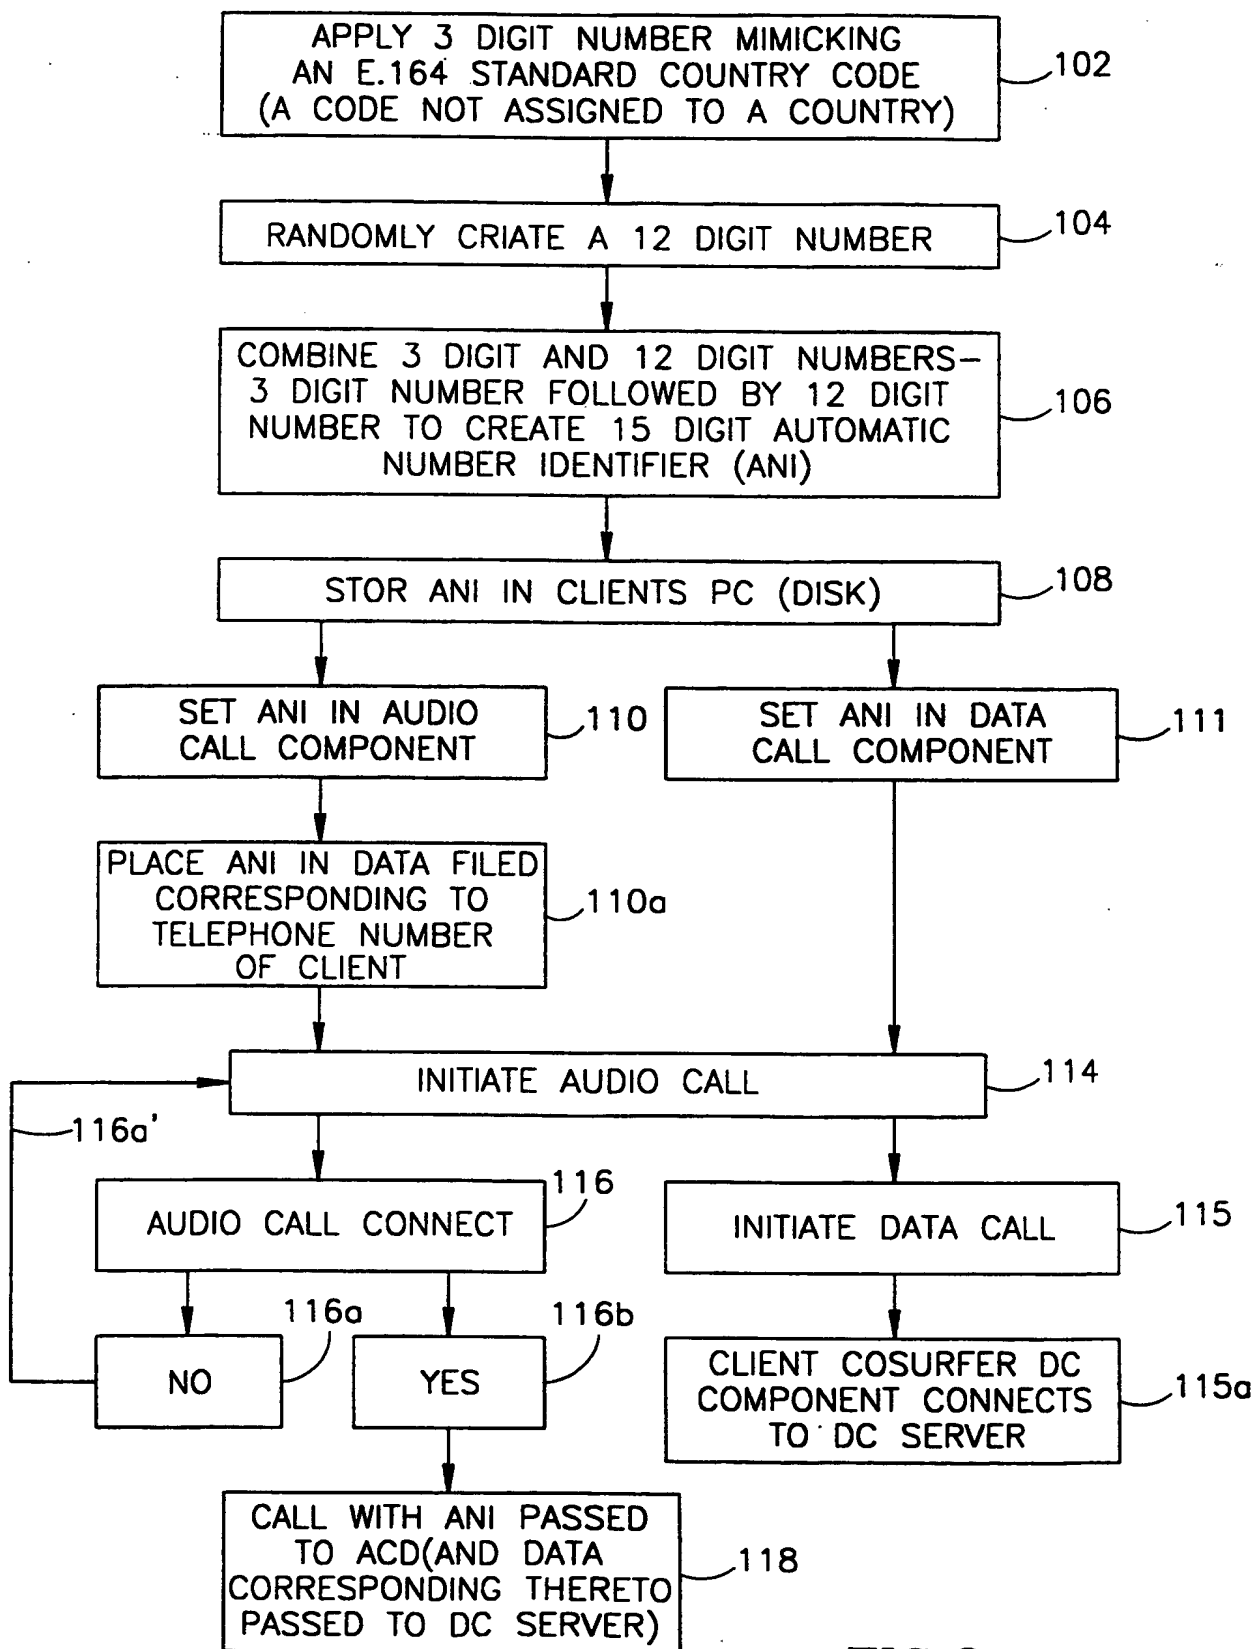 APPLY 3 DIGIT NUMBER MIMICKING
AN E.164 STANDARD COUNTRY CODE
(A CODE NOT ASSIGNED TO A COUNTRY)
102
RANDOMLY CRIATE A 12 DIGIT NUMBER
104
COMBINE 3 DIGIT AND 12 DIGIT NUMBERS-
3 DIGIT NUMBER FOLLOWED BY 12 DIGIT
NUMBER TO CREATE 15 DIGIT AUTOMATIC
NUMBER IDENTIFIER (ANI)
106
STOR ANI IN CLIENTS PC (DISK)
108
SET ANI IN AUDIO
CALL COMPONENT
110
SET ANI IN DATA
CALL COMPONENT
111
PLACE ANI IN DATA FILED
CORRESPONDING TO
TELEPHONE NUMBER
OF CLIENT
110a
INITIATE AUDIO CALL
114
116a'
AUDIO CALL CONNECT
116
INITIATE DATA CALL
115
NO
116a
YES
116b
CLIENT COSURFER DC
COMPONENT CONNECTS
TO DC SERVER
115a
CALL WITH ANI PASSED
TO ACD(AND DATA
CORRESPONDING THERETO
PASSED TO DC SERVER)
118